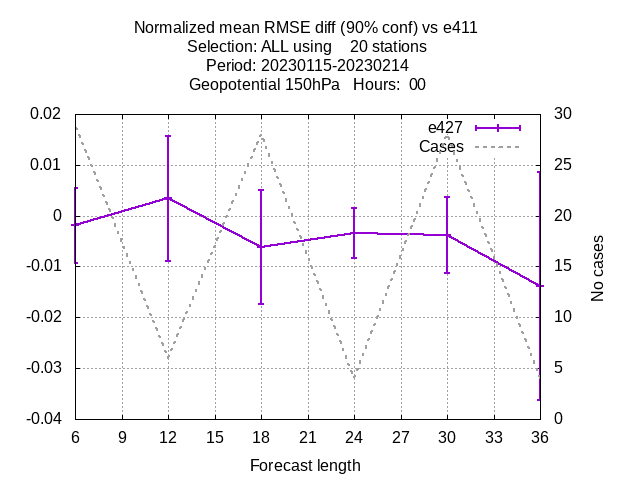 Normalized mean RMSE diff (90% conf) vs e411
Selection: ALL using    20 stations
Period: 20230115-20230214
Geopotential 150hPa   Hours:  00
e427
Cases
0.02
0.01
0
-0.01
-0.02
-0.03
-0.04
30
25
20
15
10
5
0
No cases
6 9 12 15 18 21 24 27 30 33 36
Forecast length